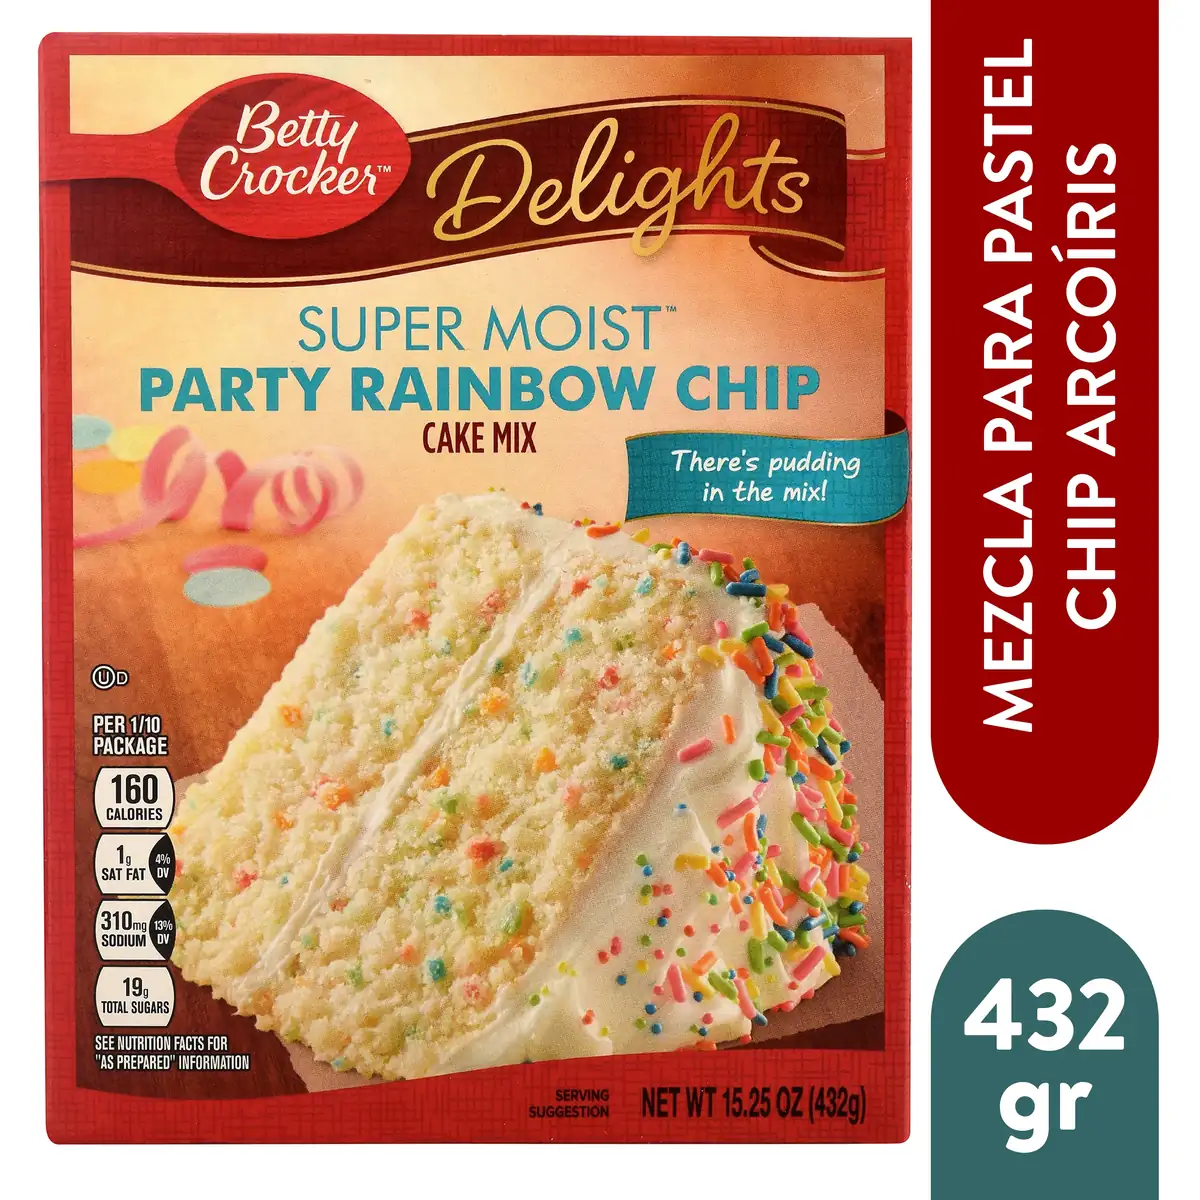 Betty
Crocker™
Delights
SUPER MOIST™
PARTY RAINBOW CHIP
CAKE MIX
There's pudding
in the mix!
U D
PER 1/10
PACKAGE
160
CALORIES
1g
SAT FAT
4%
DV
310mg
SODIUM
13%
DV
19g
TOTAL SUGARS
SEE NUTRITION FACTS FOR
"AS PREPARED" INFORMATION
SERVING
SUGGESTION
NET WT 15.25 OZ (432g)
MEZCLA PARA PASTEL
CHIP ARCOÍRIS
432
gr